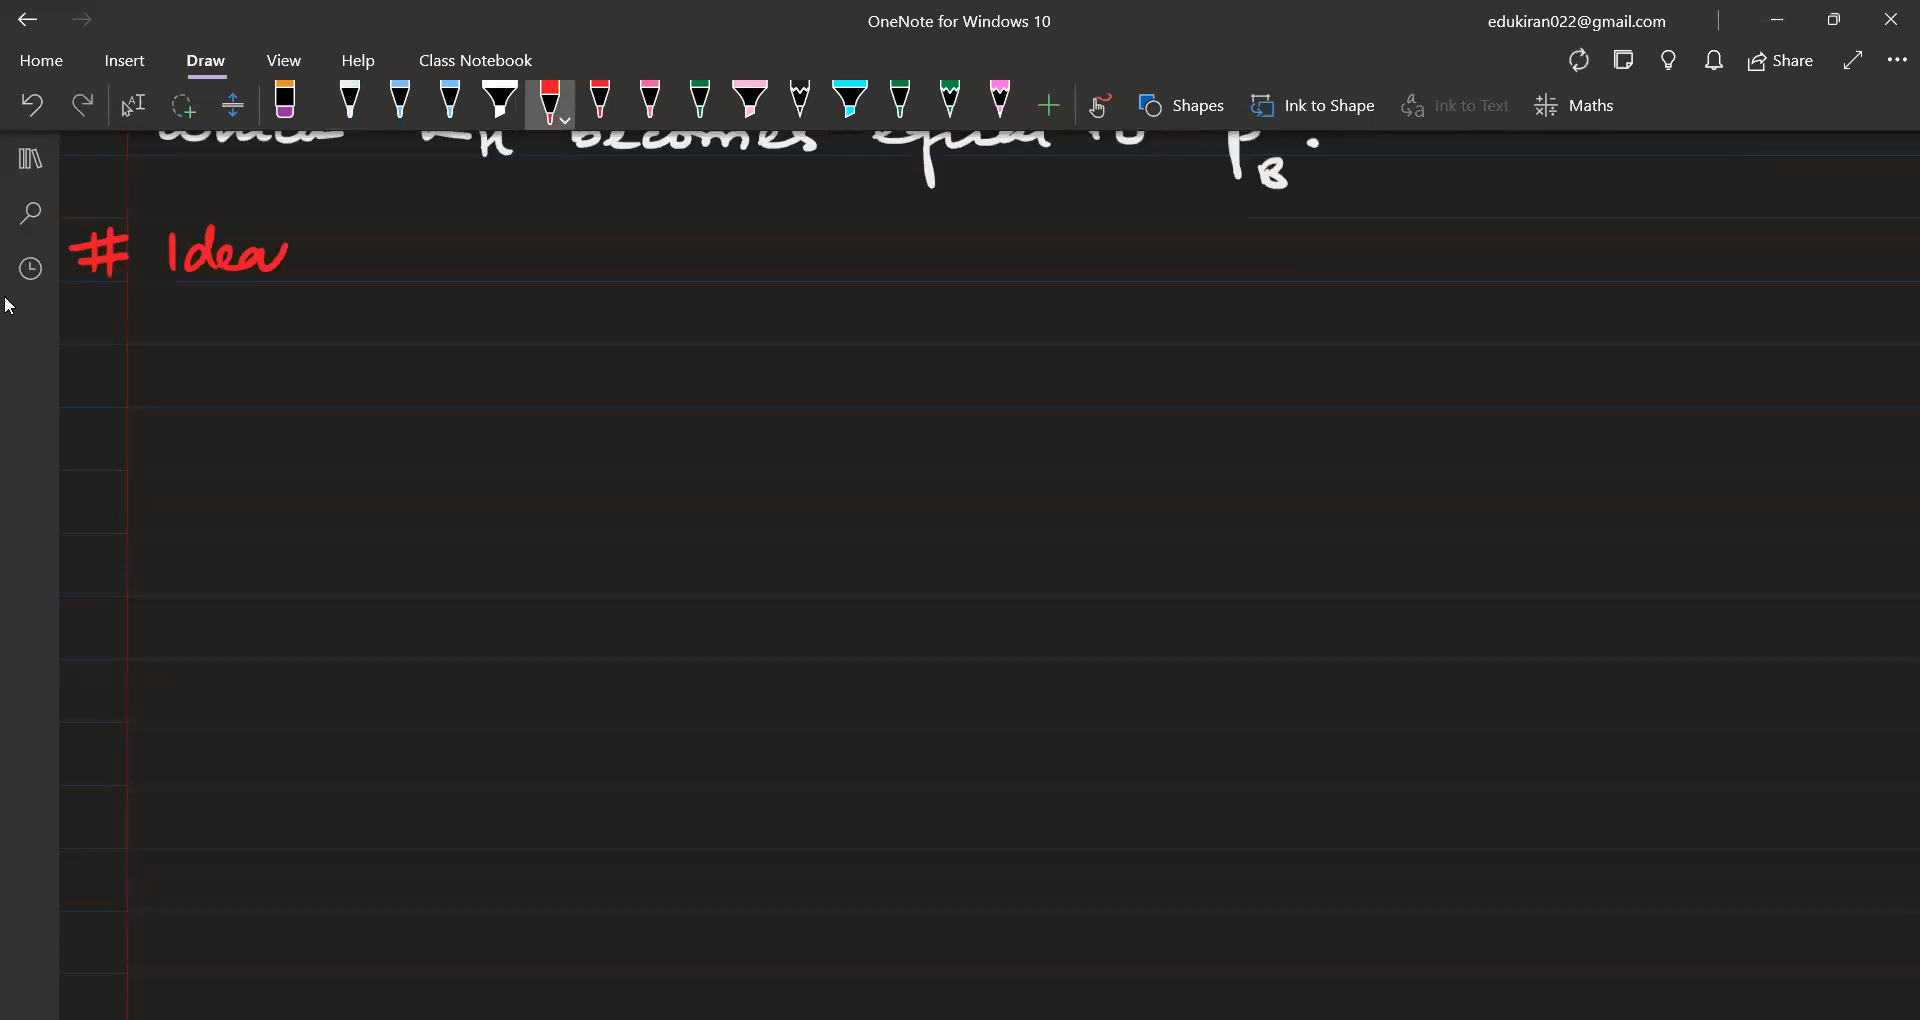 OneNote for Windows 10
edukiran022@gmail.com
Home Insert Draw View Help Class Notebook
Share
Shapes Ink to Shape Ink to Text Maths
becomes equal to P_B.
# Idea